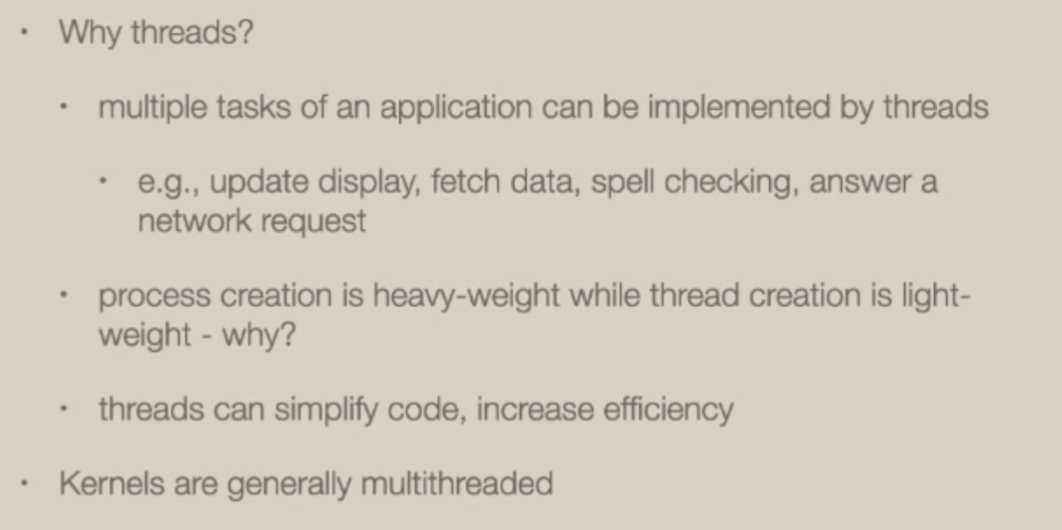 • Why threads?
• multiple tasks of an application can be implemented by threads
• e.g., update display, fetch data, spell checking, answer a
network request
• process creation is heavy-weight while thread creation is light-
weight - why?
• threads can simplify code, increase efficiency
• Kernels are generally multithreaded